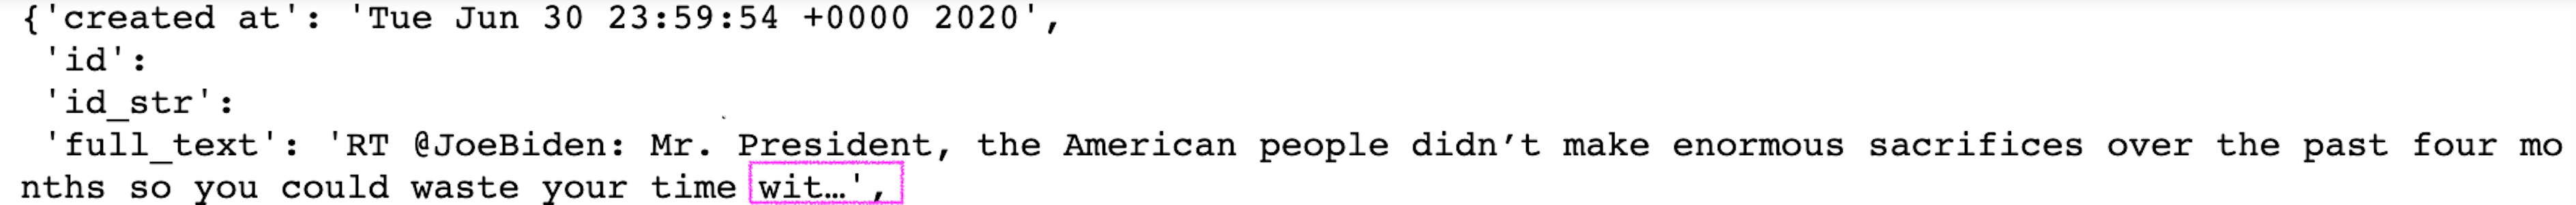 {'created at': 'Tue Jun 30 23:59:54 +0000 2020',
'id':
'id_str':
'full_text': 'RT @JoeBiden: Mr. President, the American people didn’t make enormous sacrifices over the past four mo
nths so you could waste your time wit…',